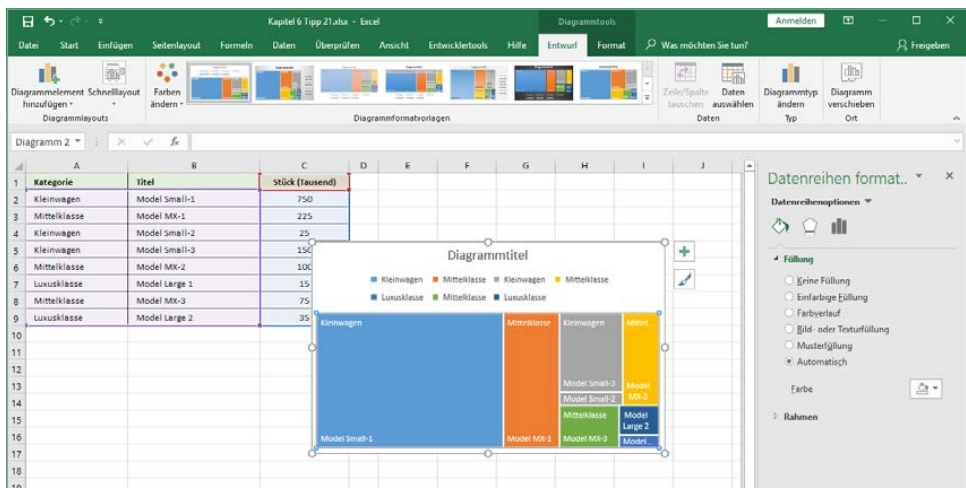 Kapitel 6 Tipp 21.xlsx - Excel
Diagrammtools
Anmelden
Datei Start Einfügen Seitenlayout Formeln Daten Überprüfen Ansicht Entwicklertools Hilfe Entwurf Format Was möchten Sie tun? Freigeben
Diagrammelement hinzufügen
Schnelllayout
Farben ändern
Zeile/Spalte tauschen
Daten auswählen
Diagrammtyp ändern
Diagramm verschieben
Diagrammlayouts Diagrammformatvorlagen Daten Typ Ort
Diagramm 2 fx
A B C D E F G H I J
1 Kategorie Titel Stück (Tausend)
2 Kleinwagen Model Small-1 750
3 Mittelklasse Model MX-1 225
4 Kleinwagen Model Small-2 25
5 Kleinwagen Model Small-3 150
6 Mittelklasse Model MX-2 100
7 Luxusklasse Model Large 1 15
8 Mittelklasse Model MX-3 75
9 Luxusklasse Model Large 2 35
10
11
12
13
14
15
16
17
18
19
Diagrammtitel
Kleinwagen Mittelklasse Kleinwagen Mittelklasse
Luxusklasse Mittelklasse Luxusklasse
Kleinwagen Mittelklasse Kleinwagen Mittel...
Model Small-3
Model MX-2
Model Small-2
Mittelklasse
Model Large 2
Model Small-1 Model MX-1 Model MX-3 Model...
Datenreihen format..
Datenreihenoptionen
Füllung
Keine Füllung
Einfarbige Füllung
Farbverlauf
Bild- oder Texturfüllung
Musterfüllung
Automatisch
Farbe
Rahmen